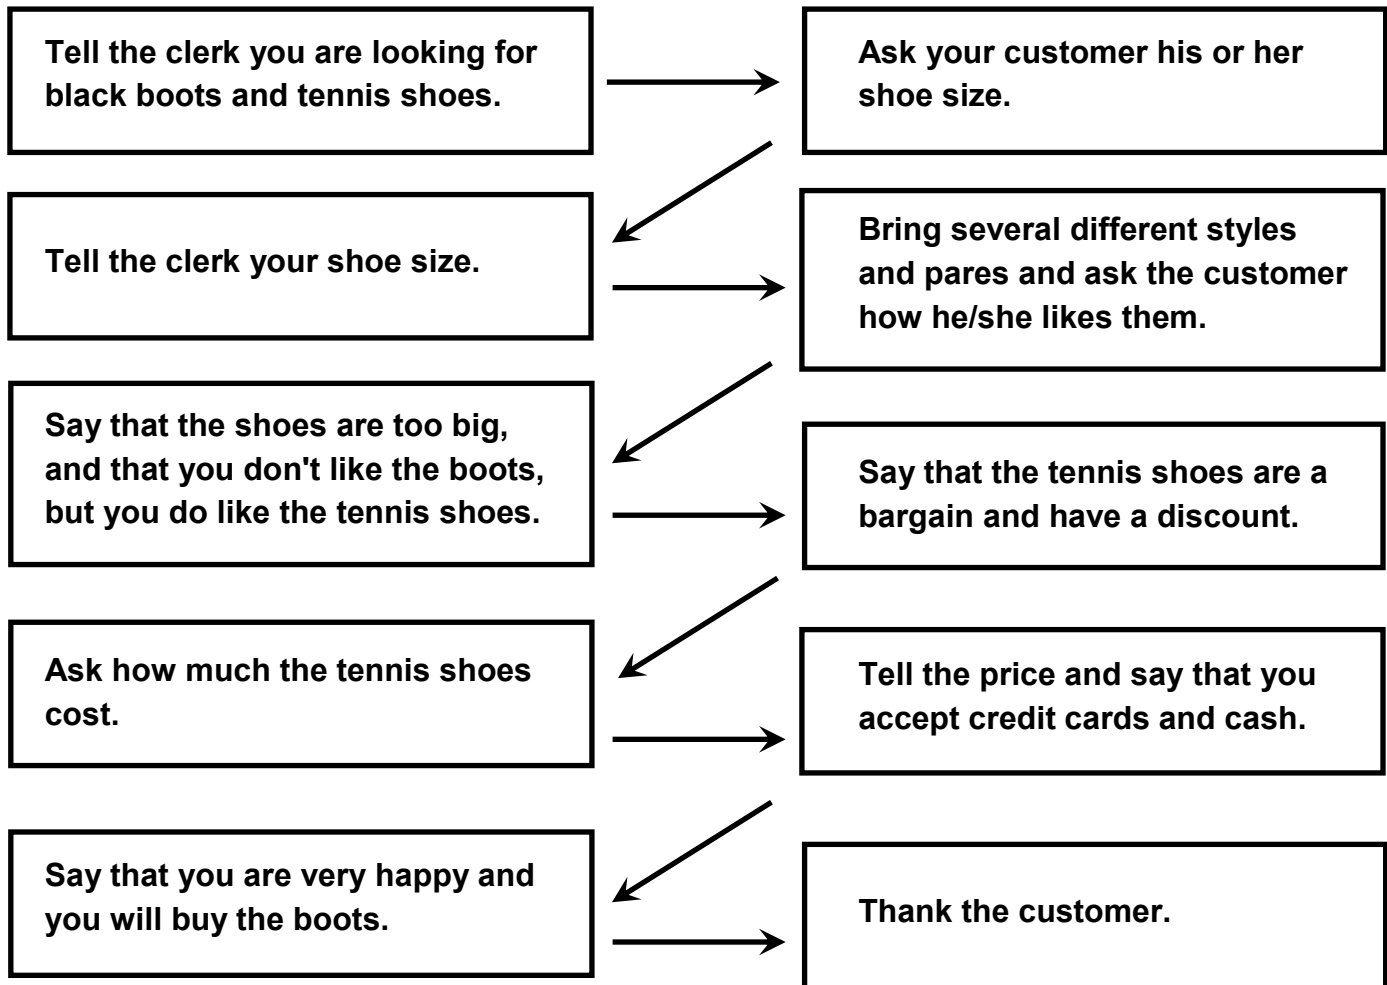 Tell the clerk you are looking for
black boots and tennis shoes.
Ask your customer his or her
shoe size.
Tell the clerk your shoe size.
Bring several different styles
and pares and ask the customer
how he/she likes them.
Say that the shoes are too big,
and that you don't like the boots,
but you do like the tennis shoes.
Say that the tennis shoes are a
bargain and have a discount.
Ask how much the tennis shoes
cost.
Tell the price and say that you
accept credit cards and cash.
Say that you are very happy and
you will buy the boots.
Thank the customer.